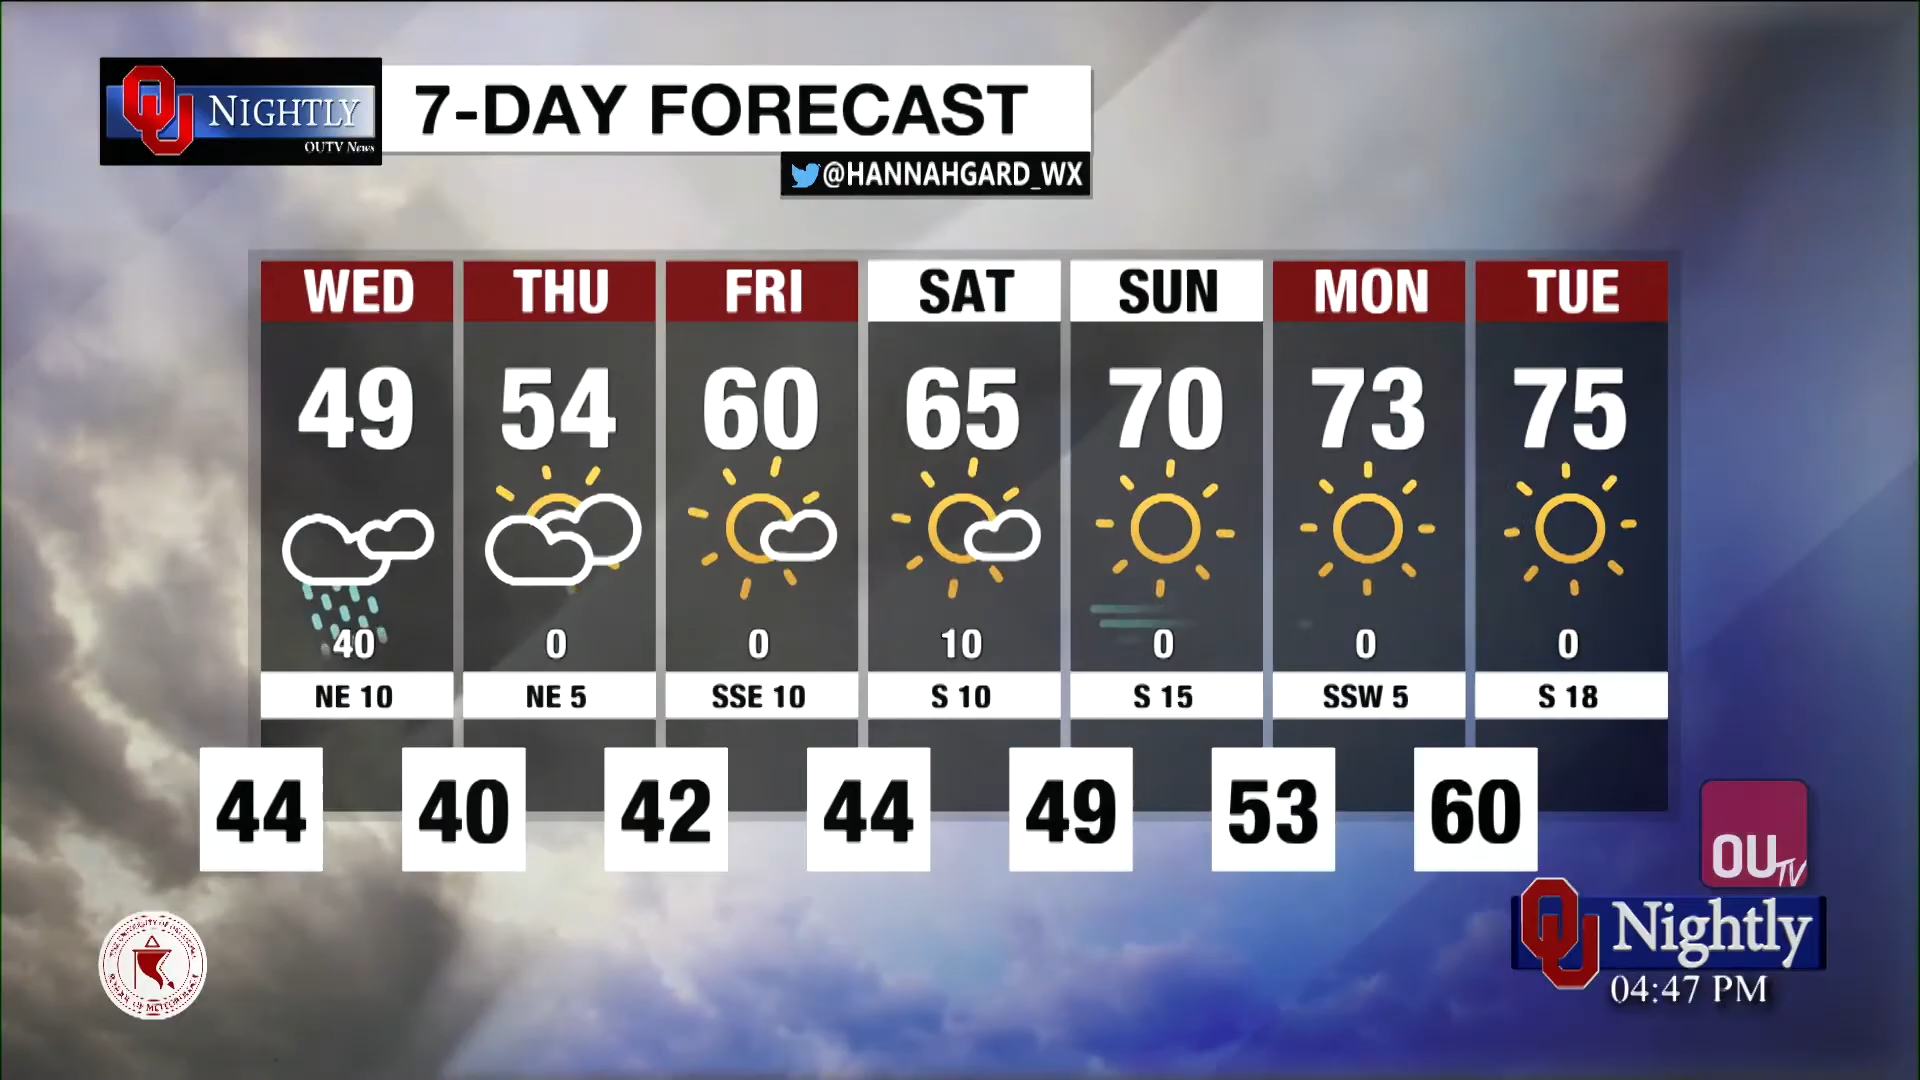 OU NIGHTLY
OUTV News
7-DAY FORECAST
@HANNAHGARD_WX
WED THU FRI SAT SUN MON TUE
49 54 60 65 70 73 75
40 0 0 10 0 0 0
NE 10 NE 5 SSE 10 S 10 S 15 SSW 5 S 18
44 40 42 44 49 53 60
OUTV
OU Nightly
04:47 PM